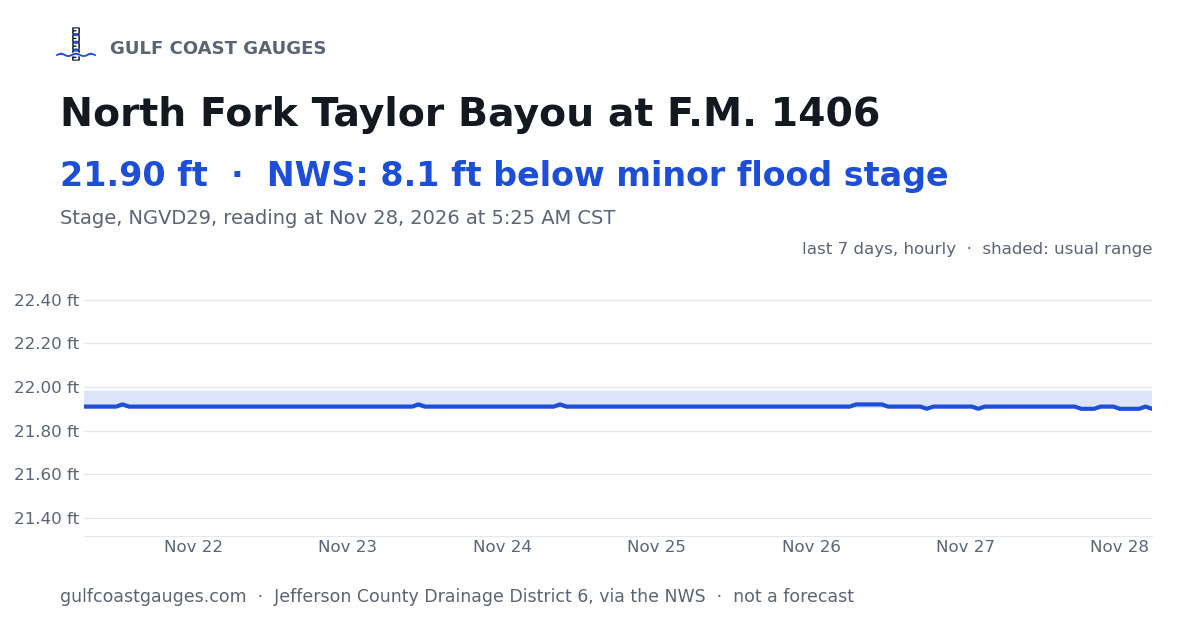 GULF COAST GAUGES
North Fork Taylor Bayou at F.M. 1406
21.90 ft · NWS: 8.1 ft below minor flood stage
Stage, NGVD29, reading at Nov 28, 2026 at 5:25 AM CST
last 7 days, hourly · shaded: usual range
22.40 ft
22.20 ft
22.00 ft
21.80 ft
21.60 ft
21.40 ft
Nov 22 Nov 23 Nov 24 Nov 25 Nov 26 Nov 27 Nov 28
gulfcoastgauges.com · Jefferson County Drainage District 6, via the NWS · not a forecast